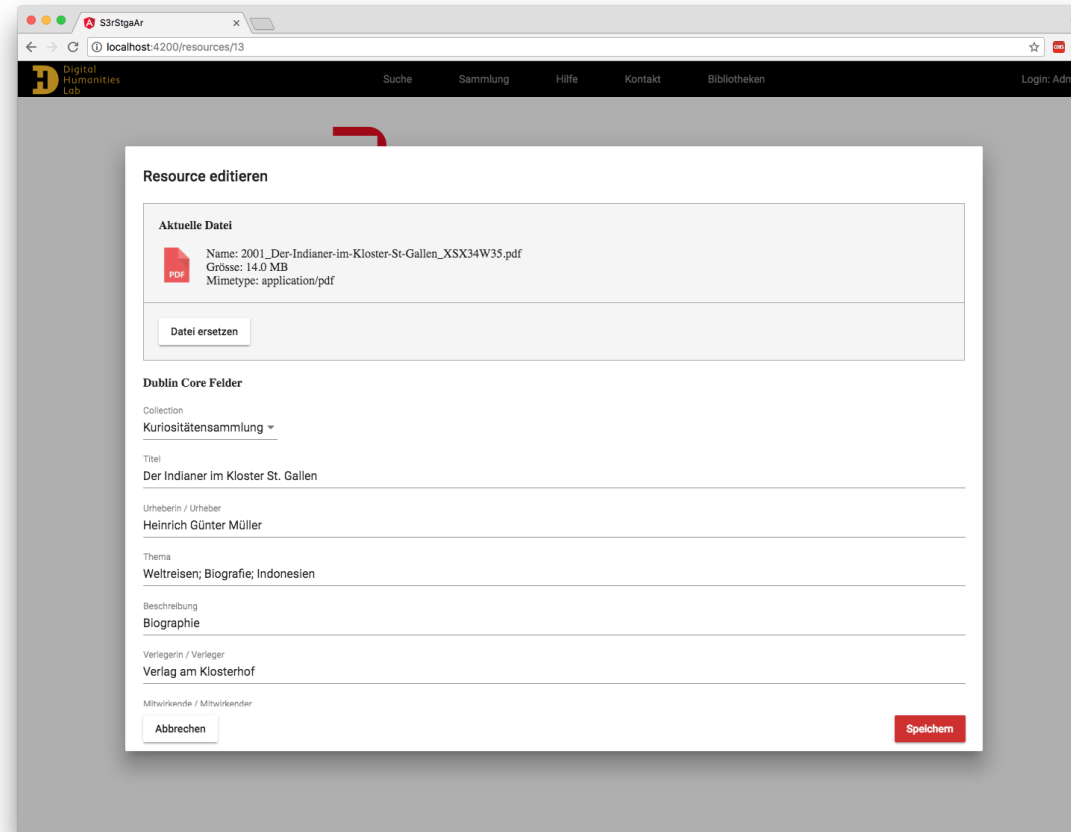 S3rStgaAr
localhost:4200/resources/13
CORS
Digital
Humanities
Lab
Suche Sammlung Hilfe Kontakt Bibliotheken Login: Adm
Resource editieren
Aktuelle Datei
PDF
Name: 2001_Der-Indianer-im-Kloster-St-Gallen_XSX34W35.pdf
Grösse: 14.0 MB
Mimetype: application/pdf
Datei ersetzen
Dublin Core Felder
Collection
Kuriositätensammlung
Titel
Der Indianer im Kloster St. Gallen
Urheberin / Urheber
Heinrich Günter Müller
Thema
Weltreisen; Biografie; Indonesien
Beschreibung
Biographie
Verlegerin / Verleger
Verlag am Klosterhof
Mitwirkende / Mitwirkender
Abbrechen Speichern